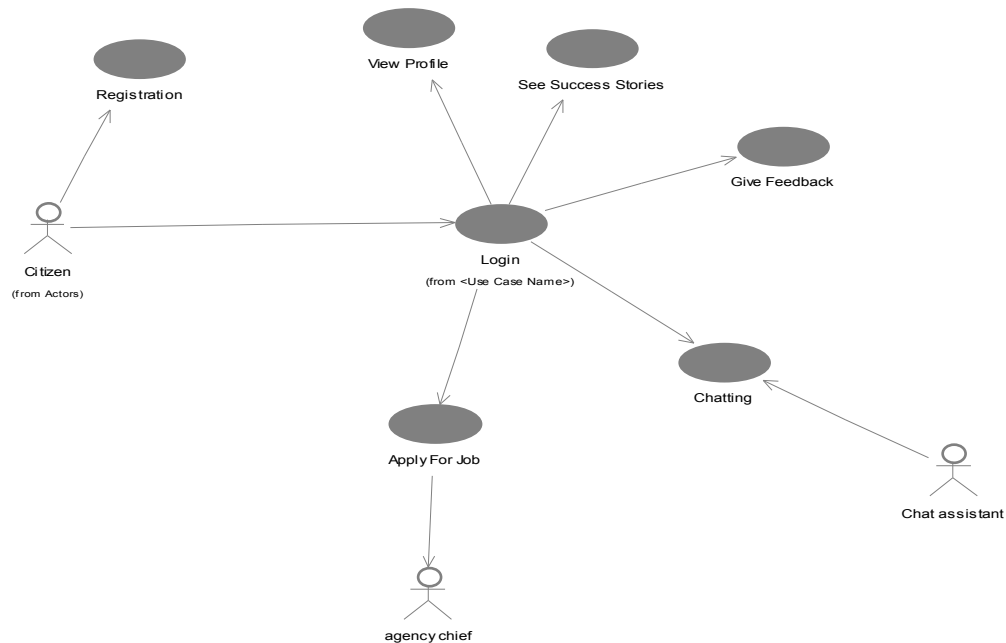 View Profile
See Success Stories
Registration
Give Feedback
Citizen
(from Actors)
Login
(from <Use Case Name>)
Chatting
Apply For Job
Chat assistant
agency chief